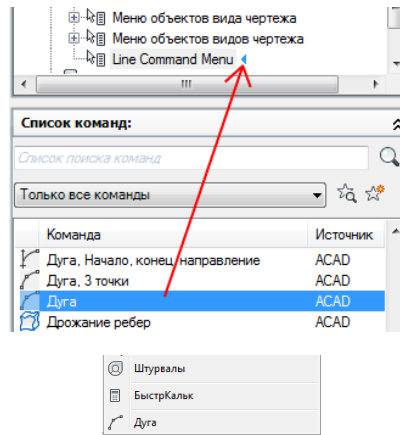 Меню объектов вида чертежа
Меню объектов видов чертежа
Line Command Menu
Список команд:
Список поиска команд
Только все команды
Команда Источник
Дуга, Начало, конец, направление ACAD
Дуга, 3 точки ACAD
Дуга ACAD
Дрожание ребер ACAD
Штурвалы
БыстрКальк
Дуга